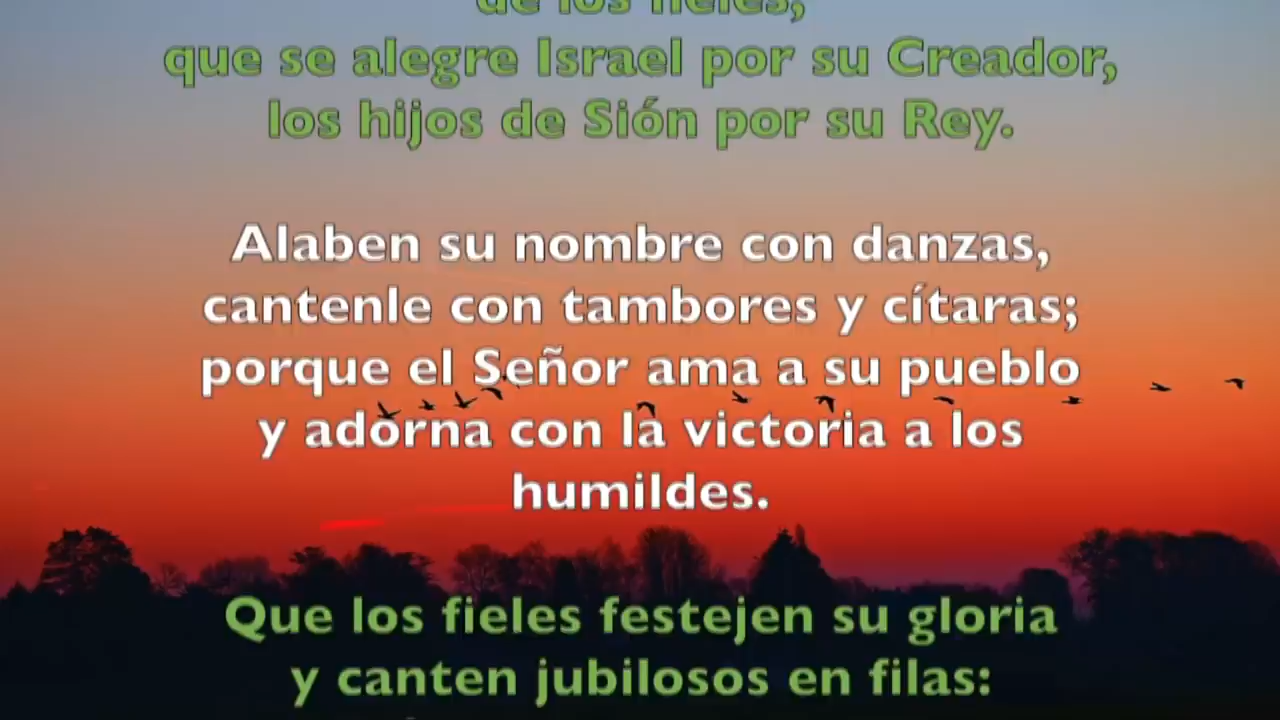 de los fieles,
que se alegre Israel por su Creador,
los hijos de Sión por su Rey.
Alaben su nombre con danzas,
cantenle con tambores y cítaras;
porque el Señor ama a su pueblo
y adorna con la victoria a los
humildes.
Que los fieles festejen su gloria
y canten jubilosos en filas: